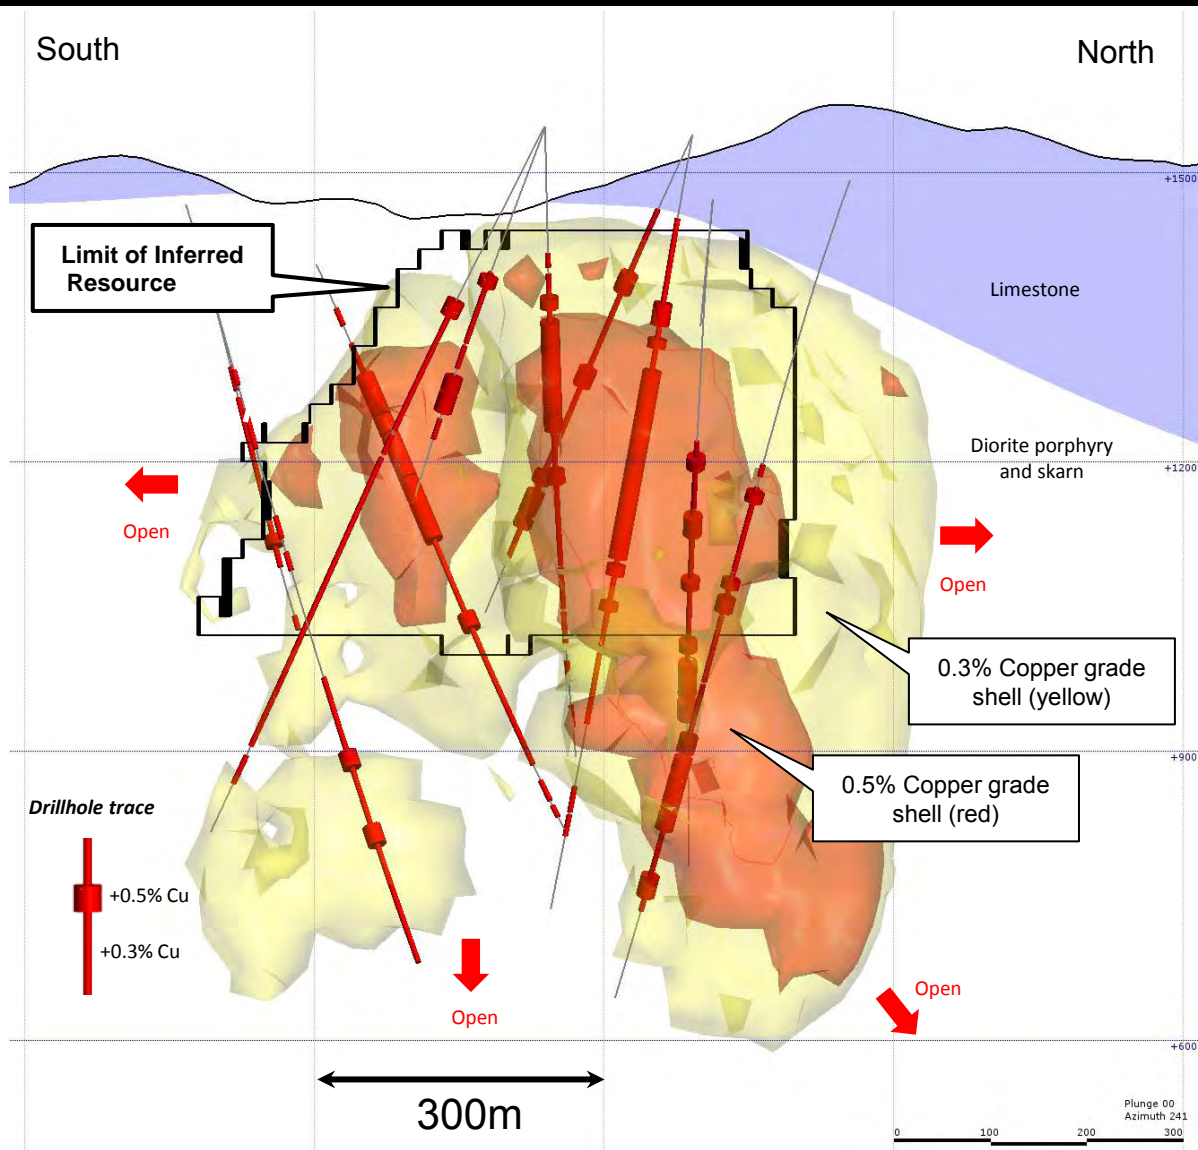 South
North
+1500
Limit of Inferred
Resource
Limestone
Diorite porphyry
and skarn
+1200
Open
Open
0.3% Copper grade
shell (yellow)
+900
0.5% Copper grade
shell (red)
Drillhole trace
+0.5% Cu
+0.3% Cu
Open
Open
+600
300m
Plunge 00
Azimuth 241
0 100 200 300